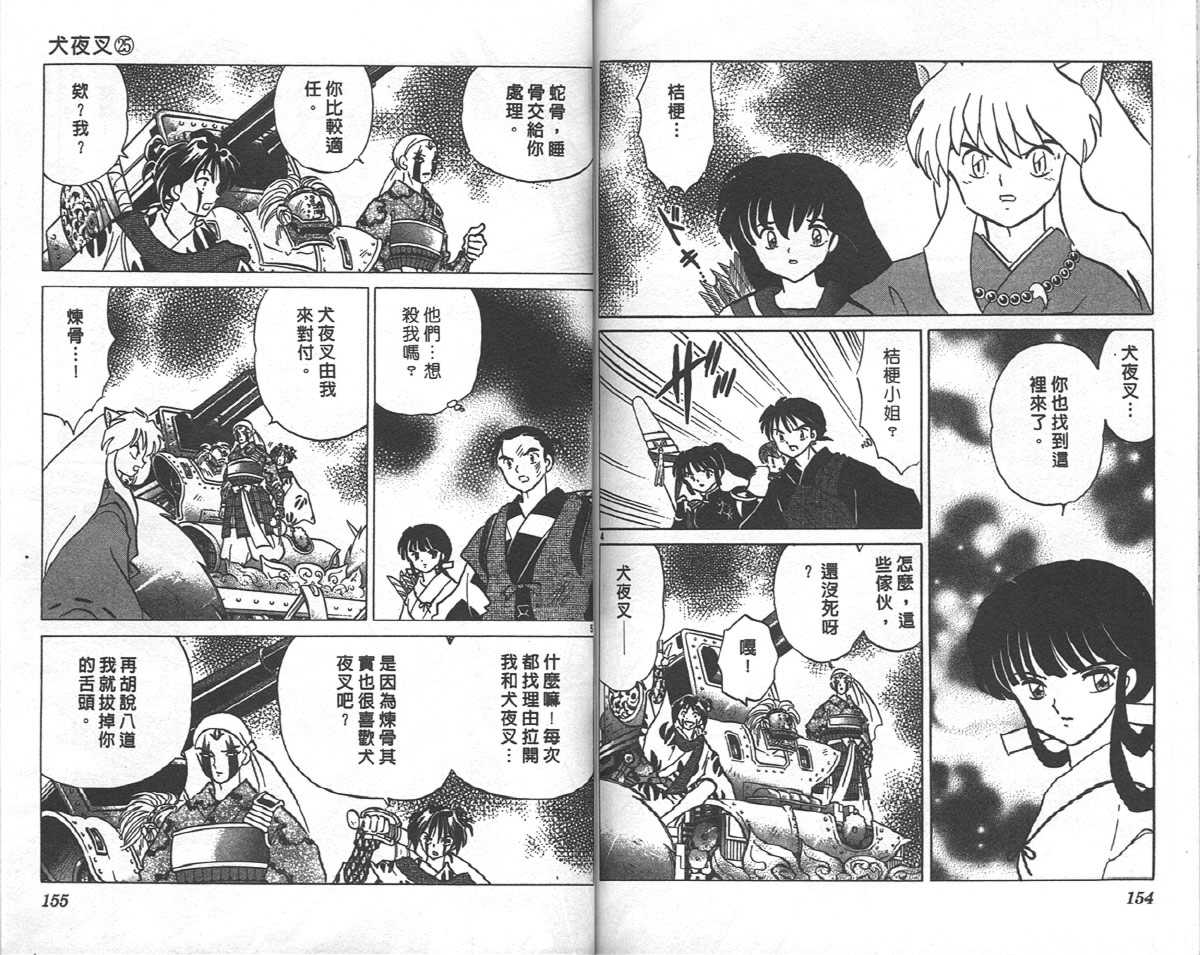 桔梗…
ドキ…
犬夜叉…
你也找到這
裡來了。
桔梗小姐？
怎麼，這
些傢伙，
還沒死呀
？
嘎！
犬夜叉——
4
154
犬夜叉㉕
蛇骨，睡
骨交給你
處理。
你比較適
任。
欸？我？
他們…想
殺我嗎？
犬夜叉由我
來對付。
煉骨…！
5
什麼嘛！每次
都找理由拉開
我和犬夜叉…
是因為煉骨其
實也很喜歡犬
夜叉吧？
再胡說八道
我就拔掉你
的舌頭。
155